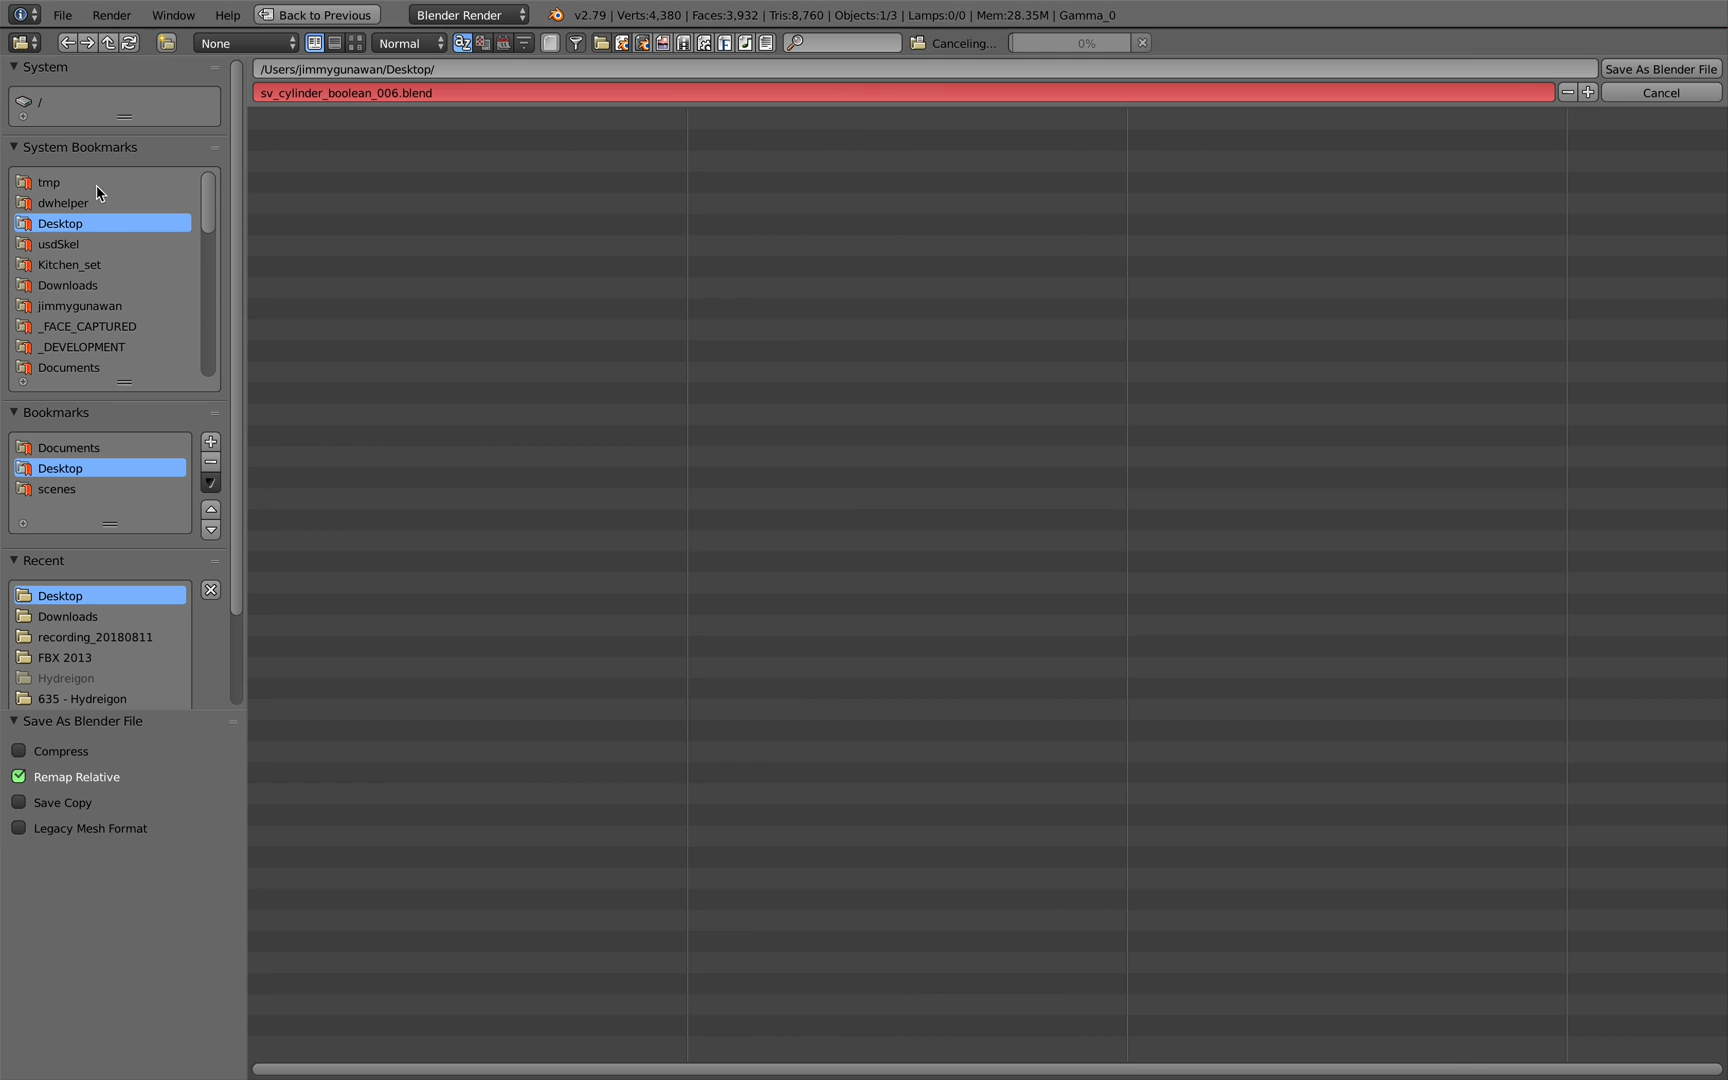 File Render Window Help Back to Previous Blender Render v2.79 | Verts:4,380 | Faces:3,932 | Tris:8,760 | Objects:1/3 | Lamps:0/0 | Mem:28.35M | Gamma_0
None Normal Canceling... 0%
System
/
System Bookmarks
tmp
dwhelper
Desktop
usdSkel
Kitchen_set
Downloads
jimmygunawan
_FACE_CAPTURED
_DEVELOPMENT
Documents
Bookmarks
Documents
Desktop
scenes
Recent
Desktop
Downloads
recording_20180811
FBX 2013
Hydreigon
635 - Hydreigon
Save As Blender File
Compress
Remap Relative
Save Copy
Legacy Mesh Format
/Users/jimmygunawan/Desktop/ Save As Blender File
sv_cylinder_boolean_006.blend Cancel